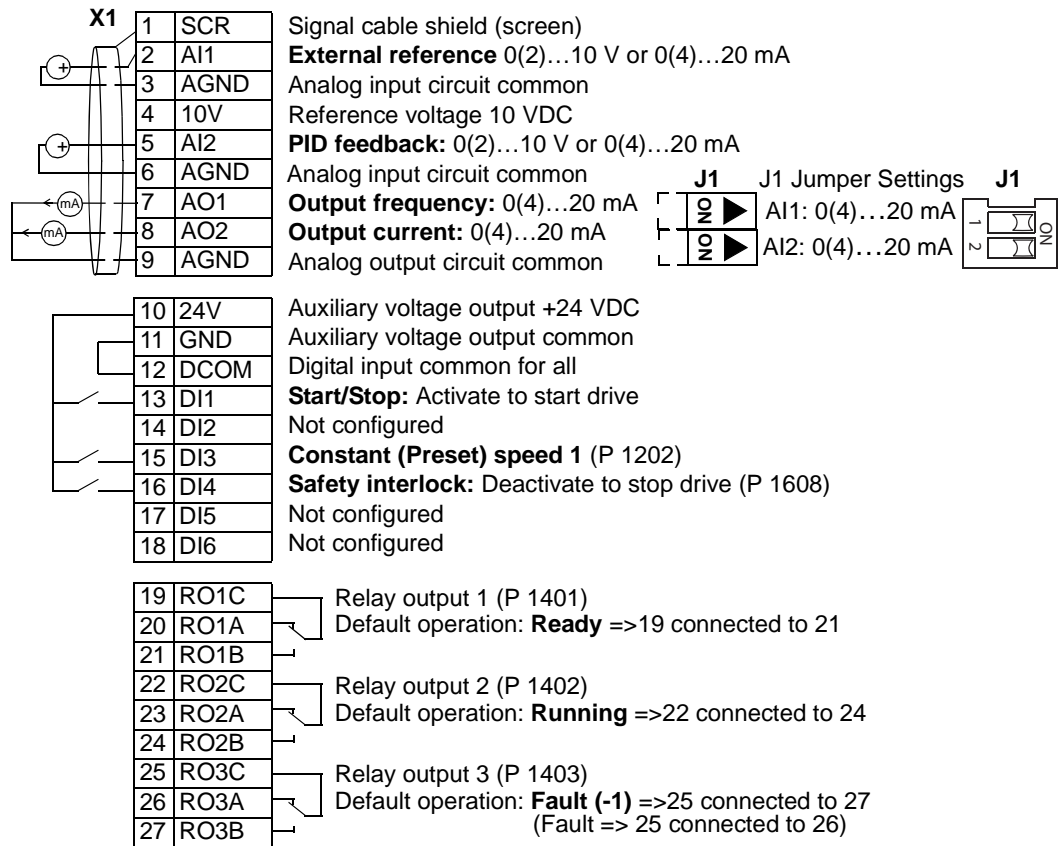 X1
1 SCR Signal cable shield (screen)
2 AI1 External reference 0(2)…10 V or 0(4)…20 mA
3 AGND Analog input circuit common
4 10V Reference voltage 10 VDC
5 AI2 PID feedback: 0(2)…10 V or 0(4)…20 mA
6 AGND Analog input circuit common
7 AO1 Output frequency: 0(4)…20 mA
8 AO2 Output current: 0(4)…20 mA
9 AGND Analog output circuit common
+
+
mA
mA
J1 J1 Jumper Settings J1
ON AI1: 0(4)…20 mA 1
ON AI2: 0(4)…20 mA 2
ON
10 24V Auxiliary voltage output +24 VDC
11 GND Auxiliary voltage output common
12 DCOM Digital input common for all
13 DI1 Start/Stop: Activate to start drive
14 DI2 Not configured
15 DI3 Constant (Preset) speed 1 (P 1202)
16 DI4 Safety interlock: Deactivate to stop drive (P 1608)
17 DI5 Not configured
18 DI6 Not configured
19 RO1C Relay output 1 (P 1401)
20 RO1A Default operation: Ready =>19 connected to 21
21 RO1B
22 RO2C Relay output 2 (P 1402)
23 RO2A Default operation: Running =>22 connected to 24
24 RO2B
25 RO3C Relay output 3 (P 1403)
26 RO3A Default operation: Fault (-1) =>25 connected to 27
27 RO3B (Fault => 25 connected to 26)